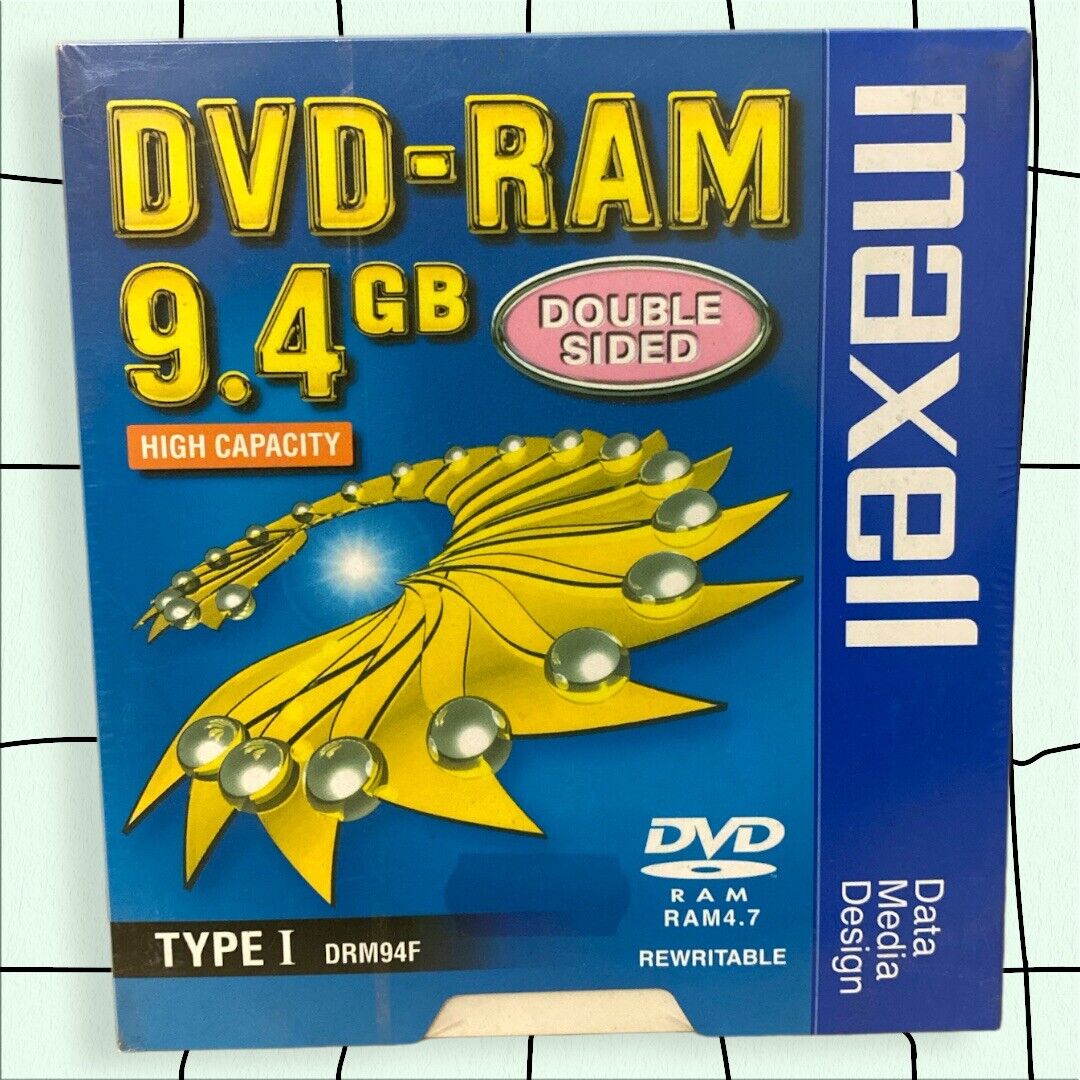 DVD-RAM
9.4GB
DOUBLE
SIDED
HIGH CAPACITY
DVD
RAM
RAM4.7
REWRITABLE
TYPE I DRM94F
maxell
Data
Media
Design